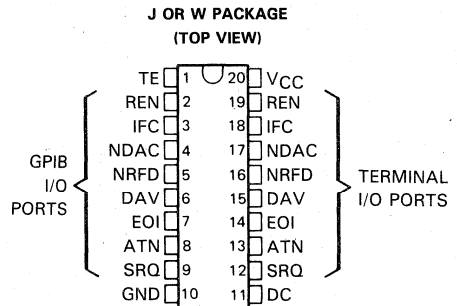 J OR W PACKAGE
(TOP VIEW)
TE 1 20 VCC
REN 2 19 REN
IFC 3 18 IFC
NDAC 4 17 NDAC
NRFD 5 16 NRFD
DAV 6 15 DAV
EOI 7 14 EOI
ATN 8 13 ATN
SRQ 9 12 SRQ
GND 10 11 DC
GPIB
I/O
PORTS
TERMINAL
I/O PORTS